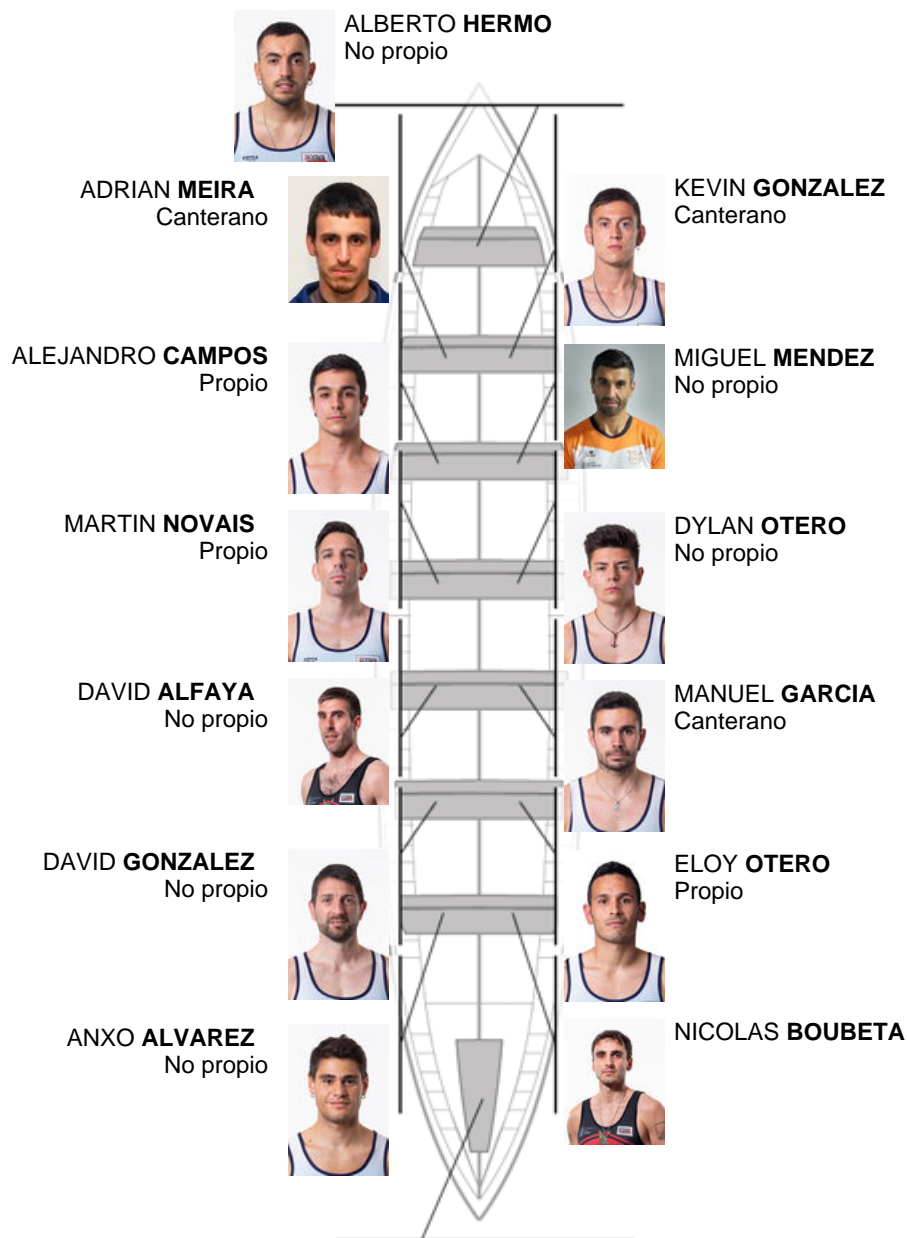 ALBERTO HERMO
No propio
ADRIAN MEIRA
Canterano
KEVIN GONZALEZ
Canterano
ALEJANDRO CAMPOS
Propio
MIGUEL MENDEZ
No propio
MARTIN NOVAIS
Propio
DYLAN OTERO
No propio
DAVID ALFAYA
No propio
MANUEL GARCIA
Canterano
DAVID GONZALEZ
No propio
ELOY OTERO
Propio
ANXO ALVAREZ
No propio
NICOLAS BOUBETA